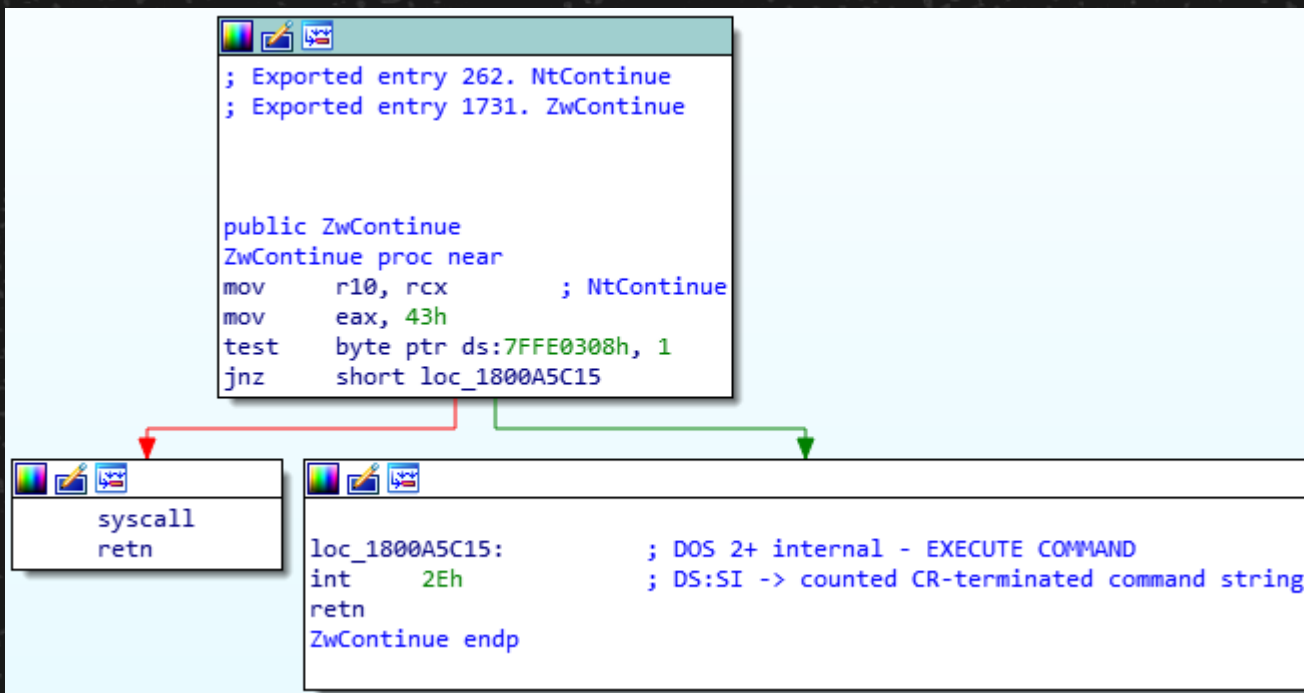 ; Exported entry 262. NtContinue
; Exported entry 1731. ZwContinue
public ZwContinue
ZwContinue proc near
mov r10, rcx ; NtContinue
mov eax, 43h
test byte ptr ds:7FFE0308h, 1
jnz short loc_1800A5C15
syscall
retn
loc_1800A5C15: ; DOS 2+ internal - EXECUTE COMMAND
int 2Eh ; DS:SI -> counted CR-terminated command string
retn
ZwContinue endp